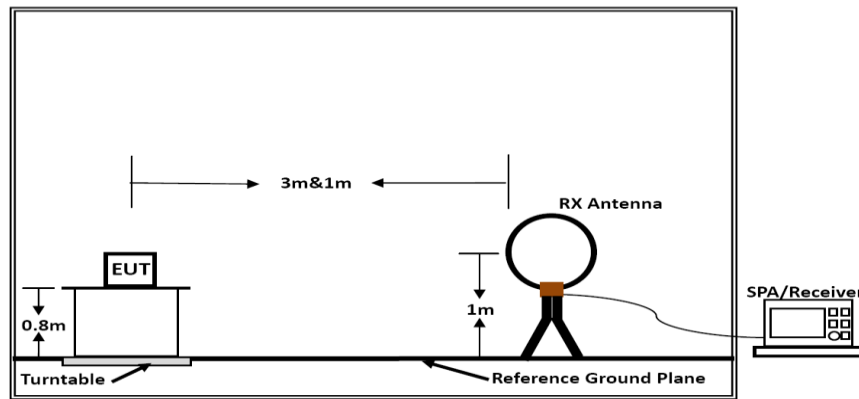 3m&1m
RX Antenna
EUT
SPA/Receiver
0.8m
1m
Turntable
Reference Ground Plane